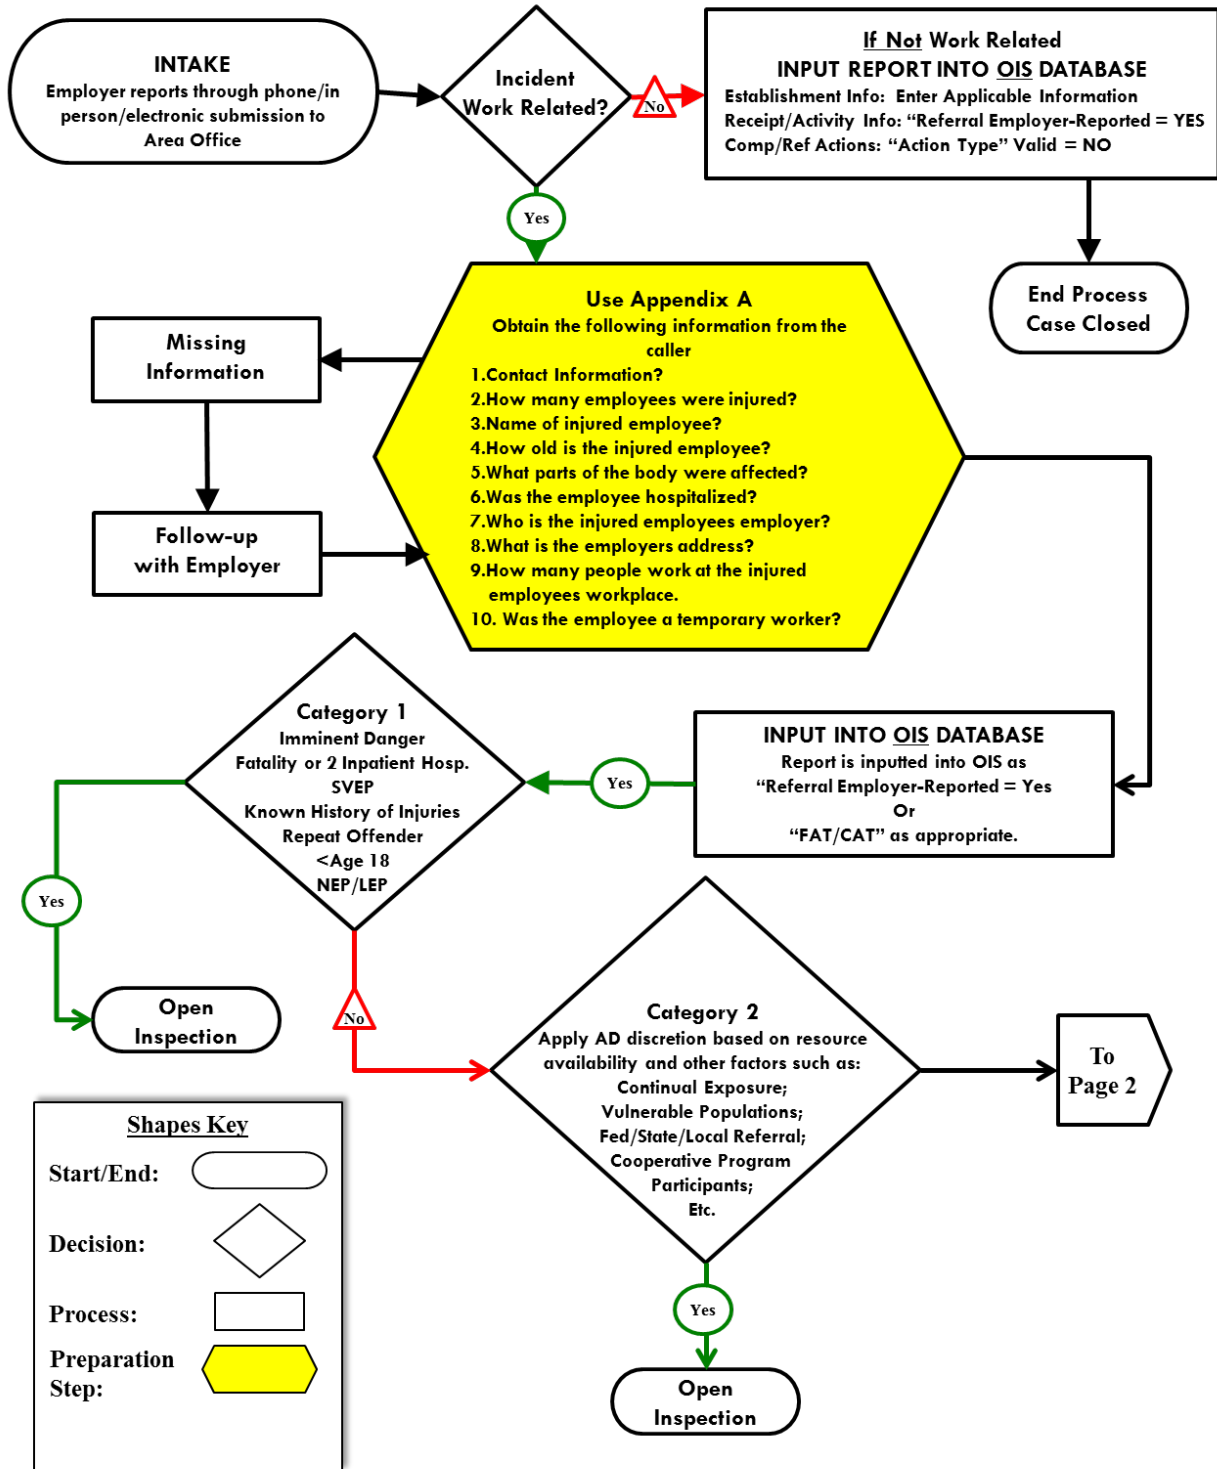 INTAKE
Employer reports through phone/in
person/electronic submission to
Area Office
Incident
Work Related?
No
If Not Work Related
INPUT REPORT INTO OIS DATABASE
Establishment Info:  Enter Applicable Information
Receipt/Activity Info: “Referral Employer-Reported = YES
Comp/Ref Actions: “Action Type” Valid = NO
Yes
End Process
Case Closed
Use Appendix A
Obtain the following information from the
caller
1.Contact Information?
2.How many employees were injured?
3.Name of injured employee?
4.How old is the injured employee?
5.What parts of the body were affected?
6.Was the employee hospitalized?
7.Who is the injured employees employer?
8.What is the employers address?
9.How many people work at the injured
employees workplace.
10. Was the employee a temporary worker?
Missing
Information
Follow-up
with Employer
INPUT INTO OIS DATABASE
Report is inputted into OIS as
“Referral Employer-Reported = Yes
Or
“FAT/CAT” as appropriate.
Yes
Category 1
Imminent Danger
Fatality or 2 Inpatient Hosp.
SVEP
Known History of Injuries
Repeat Offender
<Age 18
NEP/LEP
Yes
Open
Inspection
No
Category 2
Apply AD discretion based on resource
availability and other factors such as:
Continual Exposure;
Vulnerable Populations;
Fed/State/Local Referral;
Cooperative Program
Participants;
Etc.
To
Page 2
Yes
Open
Inspection
Shapes Key
Start/End:
Decision:
Process:
Preparation
Step: